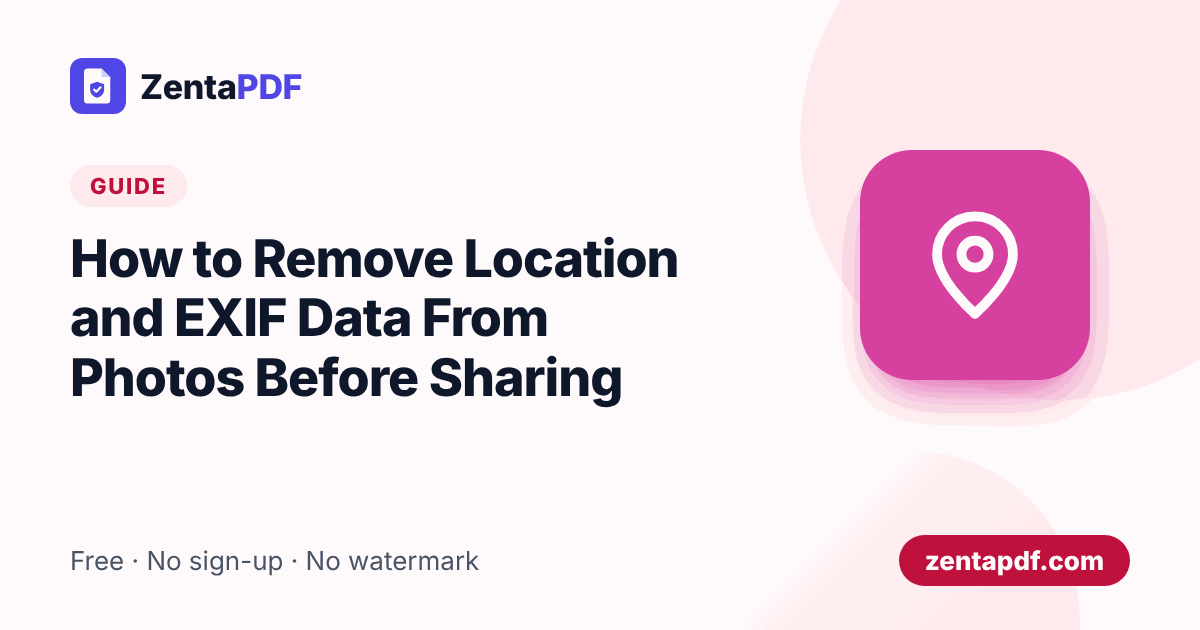 ZentaPDF
GUIDE
How to Remove Location
and EXIF Data From
Photos Before Sharing
Free · No sign-up · No watermark
zentapdf.com